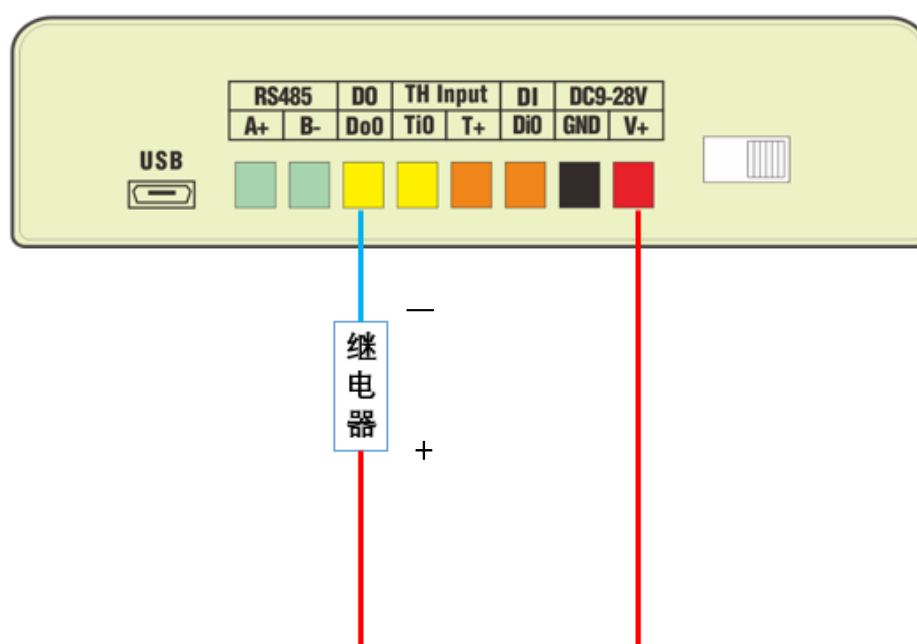 RS485 DO TH Input DI DC9-28V
A+ B- Do0 Ti0 T+ Di0 GND V+
USB
—
继
电
器
+